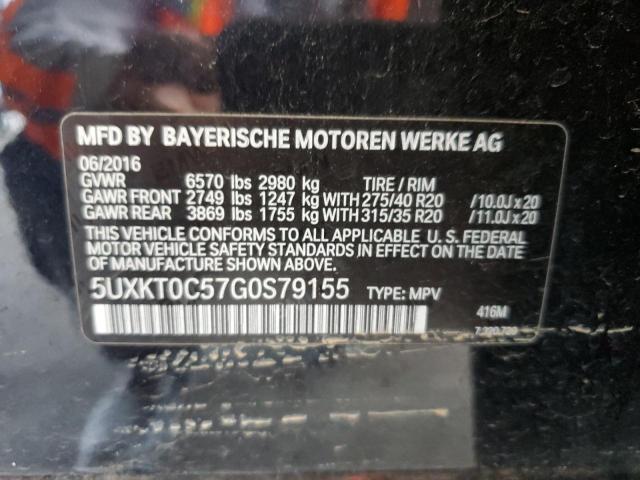 MFD BY BAYERISCHE MOTOREN WERKE AG
06/2016
GVWR 6570 lbs 2980 kg TIRE / RIM
GAWR FRONT 2749 lbs 1247 kg WITH 275/40 R20 / 10.0J x 20
GAWR REAR 3869 lbs 1755 kg WITH 315/35 R20 / 11.0J x 20
THIS VEHICLE CONFORMS TO ALL APPLICABLE U. S. FEDERAL
MOTOR VEHICLE SAFETY STANDARDS IN EFFECT ON THE
DATE OF MANUFACTURE SHOWN ABOVE.
5UXKT0C57G0S79155 TYPE: MPV
416M